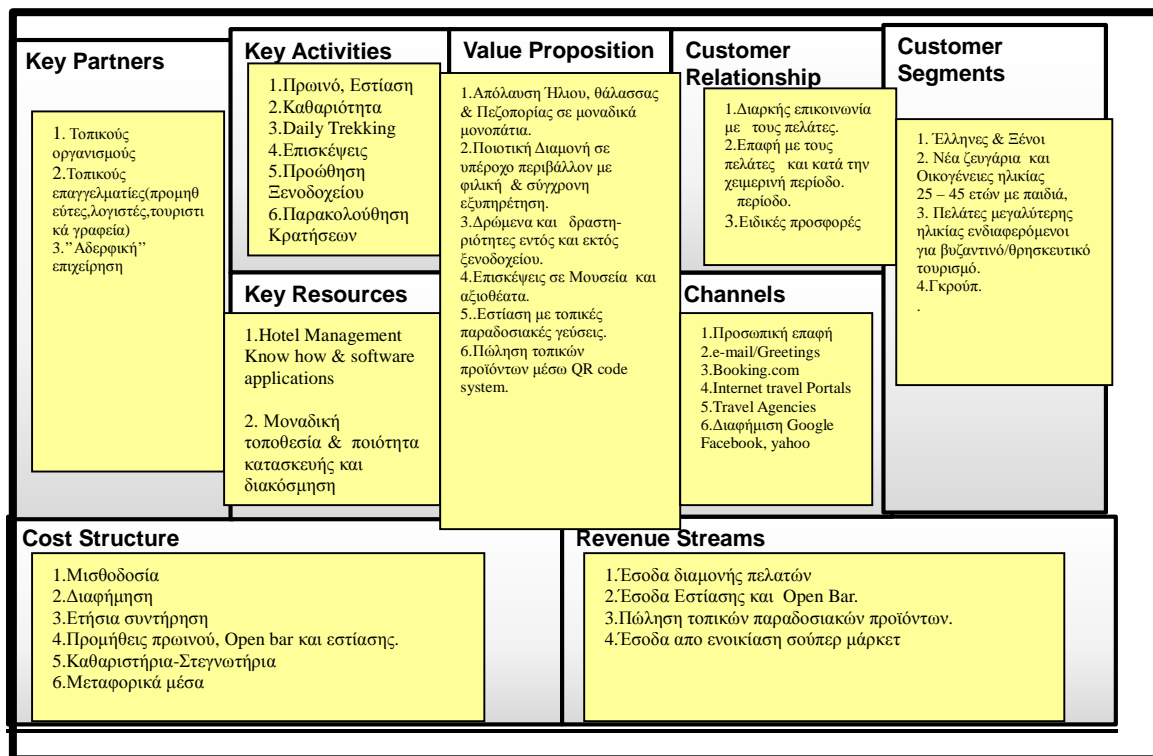 Key Partners
1. Τοπικούς
οργανισμούς
2.Τοπικούς
επαγγελματίες(προμηθ
εύτες,λογιστές,τουριστι
κά γραφεία)
3.”Αδερφική”
επιχείρηση
Key Activities
1.Πρωινό, Εστίαση
2.Καθαριότητα
3.Daily Trekking
4.Επισκέψεις
5.Προώθηση
Ξενοδοχείου
6.Παρακολούθηση
Κρατήσεων
Key Resources
1.Hotel Management
Know how & software
applications
2. Μοναδική
τοποθεσία & ποιότητα
κατασκευής και
διακόσμηση
Value Proposition
1.Απόλαυση Ήλιου, θάλασσας
& Πεζοπορίας σε μοναδικά
μονοπάτια.
2.Ποιοτική Διαμονή σε
υπέροχο περιβάλλον με
φιλική & σύγχρονη
εξυπηρέτηση.
3.Δρώμενα και δραστη-
ριότητες εντός και εκτός
ξενοδοχείου.
4.Επισκέψεις σε Μουσεία και
αξιοθέατα.
5..Εστίαση με τοπικές
παραδοσιακές γεύσεις.
6.Πώληση τοπικών
προϊόντων μέσω QR code
system.
Customer
Relationship
1.Διαρκής επικοινωνία
με τους πελάτες.
2.Επαφή με τους
πελάτες και κατά την
χειμερινή περίοδο.
περίοδο.
3.Ειδικές προσφορές
Channels
1.Προσωπική επαφή
2.e-mail/Greetings
3.Booking.com
4.Internet travel Portals
5.Travel Agencies
6.Διαφήμιση Google
Facebook, yahoo
Customer
Segments
1. Έλληνες & Ξένοι
2. Νέα ζευγάρια και
Οικογένειες ηλικίας
25 – 45 ετών με παιδιά,
3. Πελάτες μεγαλύτερης
ηλικίας ενδιαφερόμενοι
για βυζαντινό/θρησκευτικό
τουρισμό.
4.Γκρούπ.
.
Cost Structure
1.Μισθοδοσία
2.Διαφήμηση
3.Ετήσια συντήρηση
4.Προμήθεις πρωινού, Open bar και εστίασης.
5.Καθαριστήρια-Στεγνωτήρια
6.Μεταφορικά μέσα
Revenue Streams
1.Έσοδα διαμονής πελατών
2.Έσοδα Εστίασης και Open Bar.
3.Πώληση τοπικών παραδοσιακών προϊόντων.
4.Έσοδα απο ενοικίαση σούπερ μάρκετ